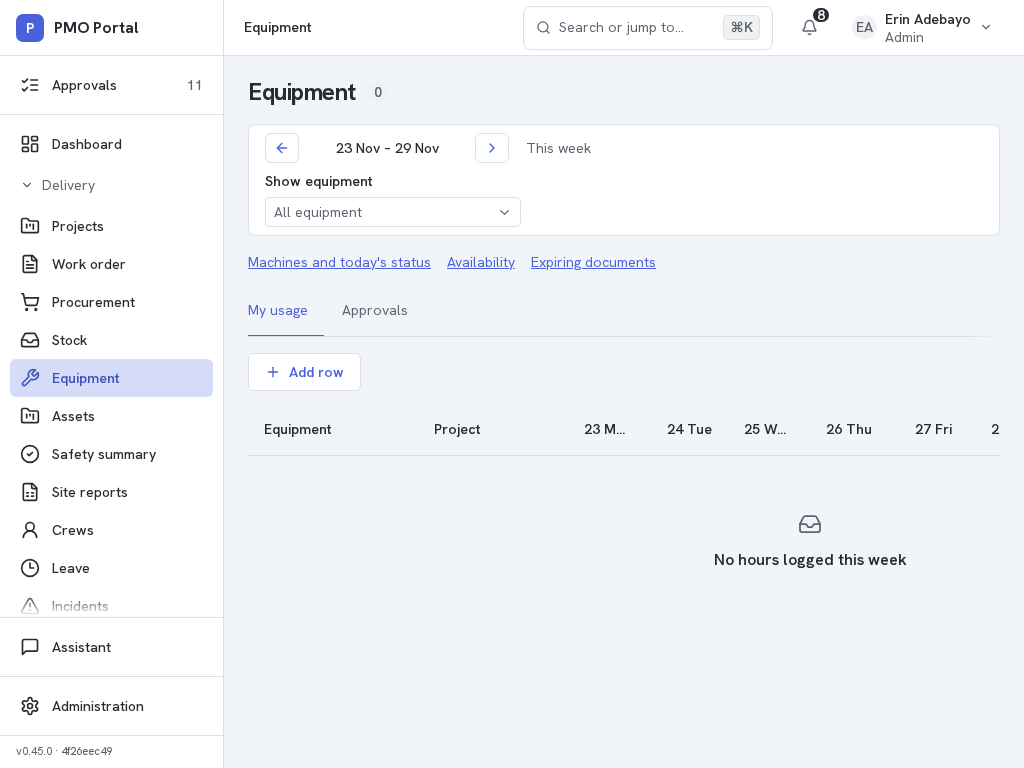 P PMO Portal
Equipment
Search or jump to...
⌘K
8
EA
Erin Adebayo
Admin
Approvals 11
Dashboard
Delivery
Projects
Work order
Procurement
Stock
Equipment
Assets
Safety summary
Site reports
Crews
Leave
Incidents
Assistant
Administration
v0.45.0 · 4f26eec49
Equipment 0
23 Nov – 29 Nov
This week
Show equipment
All equipment
Machines and today's status Availability Expiring documents
My usage Approvals
Add row
Equipment Project 23 M... 24 Tue 25 W... 26 Thu 27 Fri 2
No hours logged this week